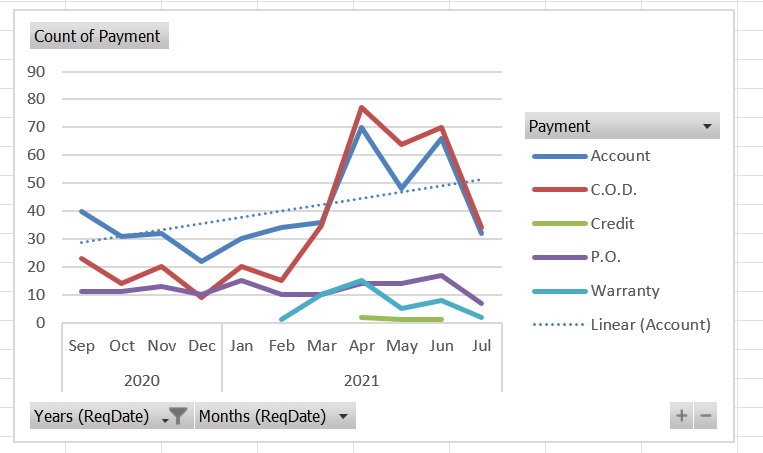 Count of Payment
90
80
70
60
50
40
30
20
10
0
Sep Oct Nov Dec Jan Feb Mar Apr May Jun Jul
2020 2021
Payment
Account
C.O.D.
Credit
P.O.
Warranty
Linear (Account)
Years (ReqDate) Months (ReqDate)